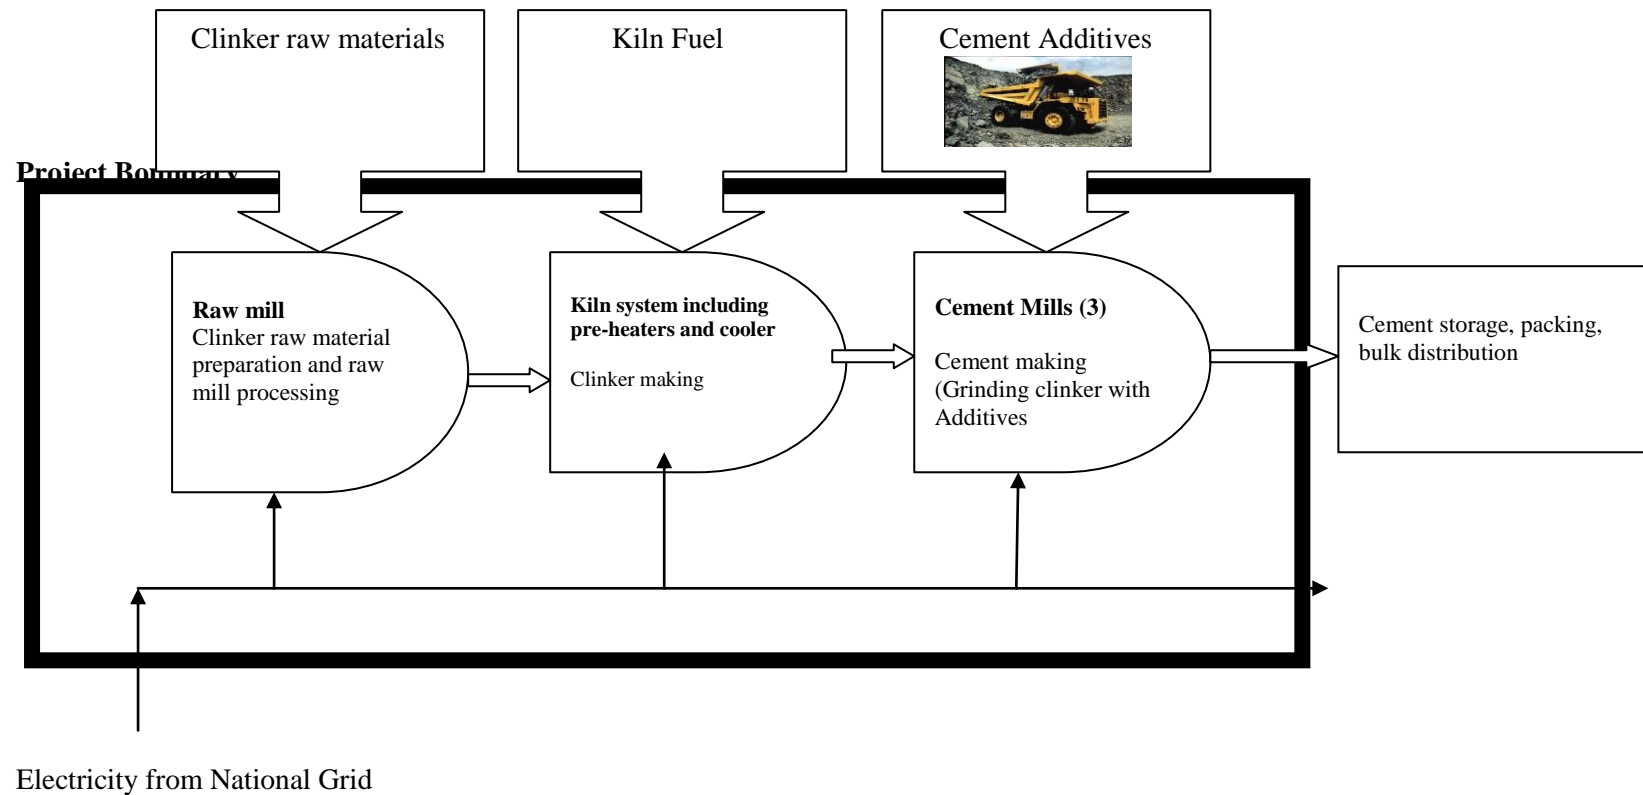 Clinker raw materials
Kiln Fuel
Cement Additives
Project Boundary
Raw mill
Clinker raw material
preparation and raw
mill processing
Kiln system including
pre-heaters and cooler
Clinker making
Cement Mills (3)
Cement making
(Grinding clinker with
Additives
Cement storage, packing,
bulk distribution
Electricity from National Grid